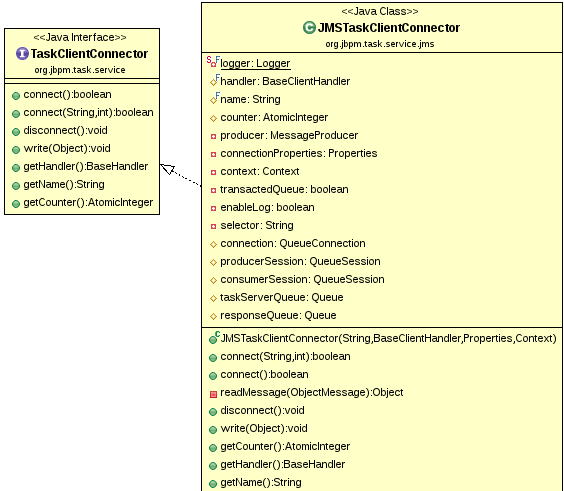 <<Java Interface>>
TaskClientConnector
org.jbpm.task.service
connect():boolean
connect(String,int):boolean
disconnect():void
write(Object):void
getHandler():BaseHandler
getName():String
getCounter():AtomicInteger
<<Java Class>>
JMSTaskClientConnector
org.jbpm.task.service.jms
logger: Logger
handler: BaseClientHandler
name: String
counter: AtomicInteger
producer: MessageProducer
connectionProperties: Properties
context: Context
transactedQueue: boolean
enableLog: boolean
selector: String
connection: QueueConnection
producerSession: QueueSession
consumerSession: QueueSession
taskServerQueue: Queue
responseQueue: Queue
JMSTaskClientConnector(String,BaseClientHandler,Properties,Context)
connect(String,int):boolean
connect():boolean
readMessage(ObjectMessage):Object
disconnect():void
write(Object):void
getCounter():AtomicInteger
getHandler():BaseHandler
getName():String